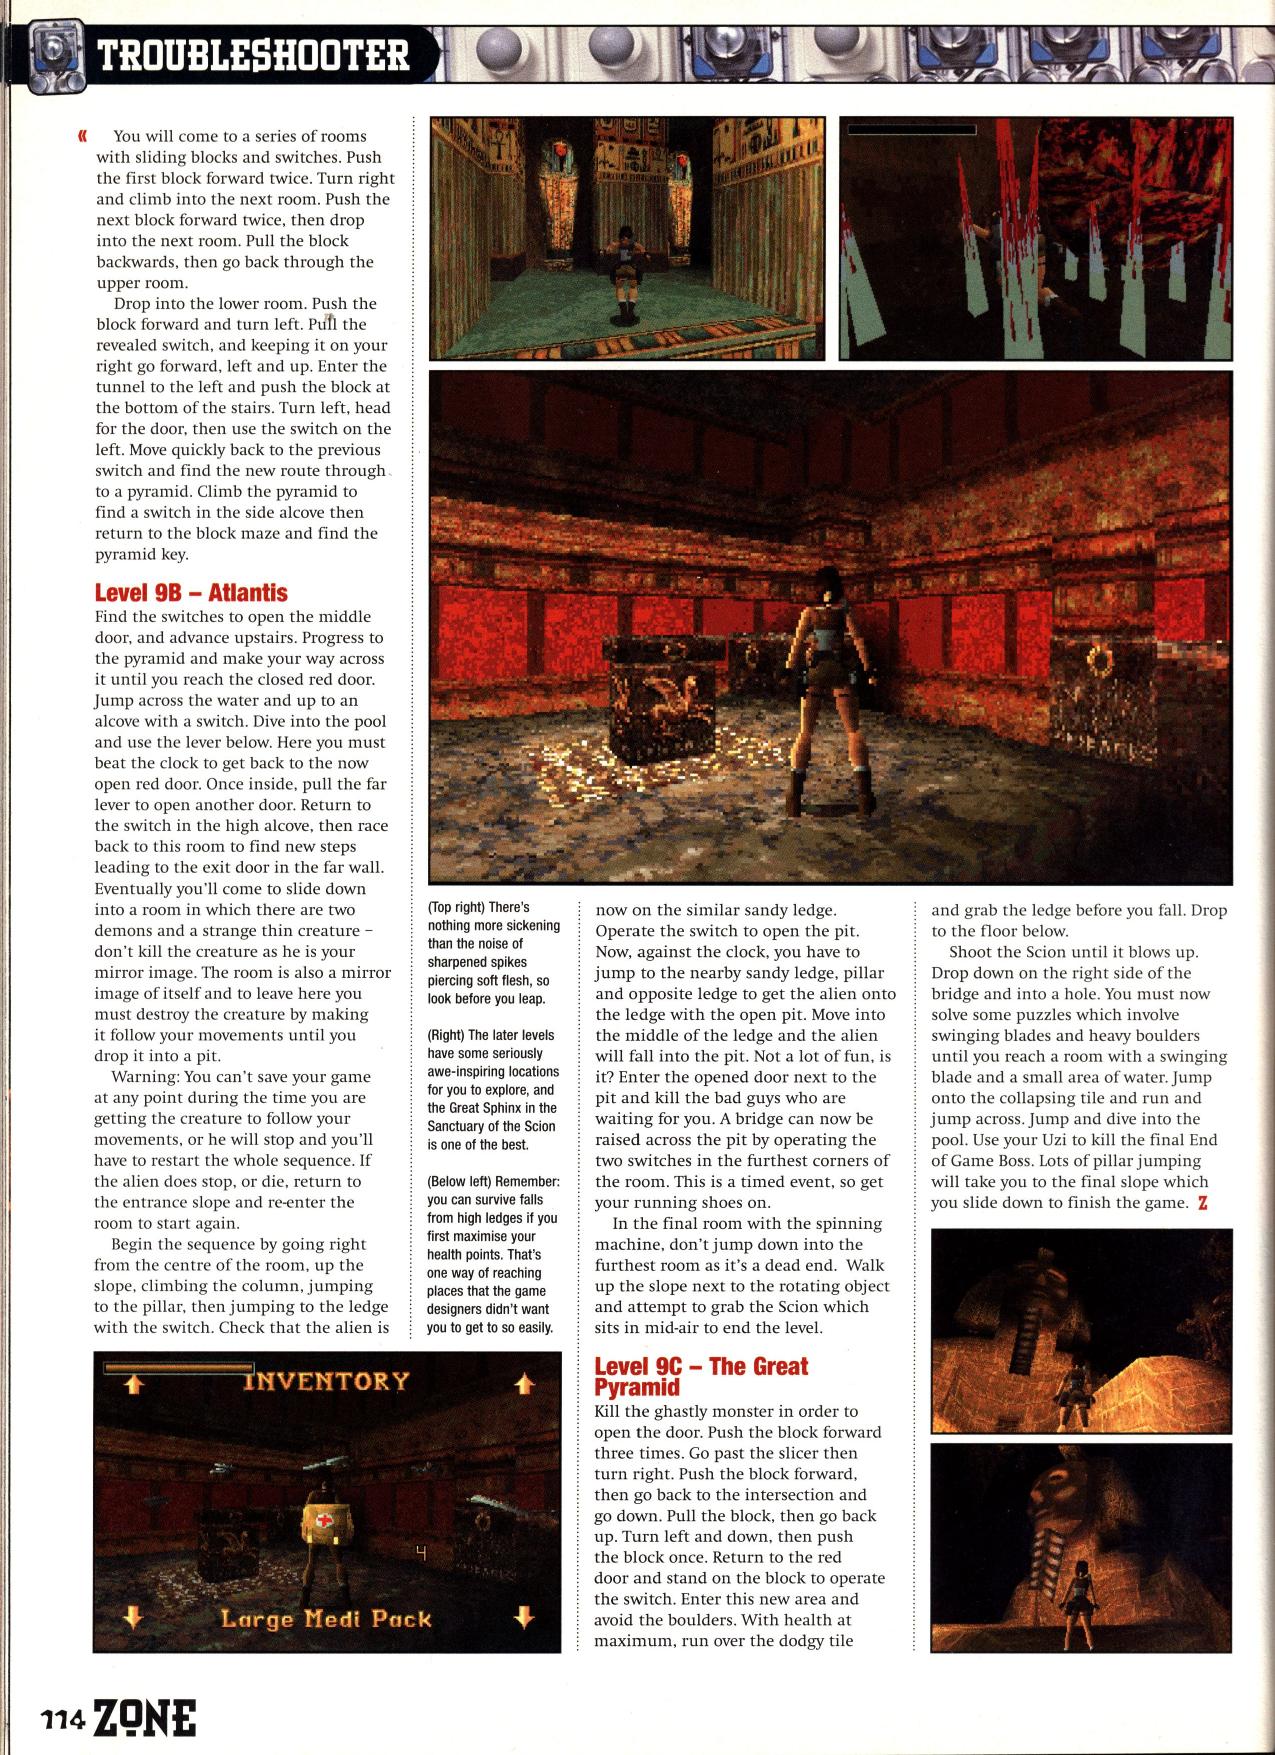 TROUBLESHOOTER
« You will come to a series of rooms
with sliding blocks and switches. Push
the first block forward twice. Turn right
and climb into the next room. Push the
next block forward twice, then drop
into the next room. Pull the block
backwards, then go back through the
upper room.
Drop into the lower room. Push the
block forward and turn left. Pull the
revealed switch, and keeping it on your
right go forward, left and up. Enter the
tunnel to the left and push the block at
the bottom of the stairs. Turn left, head
for the door, then use the switch on the
left. Move quickly back to the previous
switch and find the new route through
to a pyramid. Climb the pyramid to
find a switch in the side alcove then
return to the block maze and find the
pyramid key.
Level 9B – Atlantis
Find the switches to open the middle
door, and advance upstairs. Progress to
the pyramid and make your way across
it until you reach the closed red door.
Jump across the water and up to an
alcove with a switch. Dive into the pool
and use the lever below. Here you must
beat the clock to get back to the now
open red door. Once inside, pull the far
lever to open another door. Return to
the switch in the high alcove, then race
back to this room to find new steps
leading to the exit door in the far wall.
Eventually you'll come to slide down
into a room in which there are two
demons and a strange thin creature –
don't kill the creature as he is your
mirror image. The room is also a mirror
image of itself and to leave here you
must destroy the creature by making
it follow your movements until you
drop it into a pit.
Warning: You can't save your game
at any point during the time you are
getting the creature to follow your
movements, or he will stop and you'll
have to restart the whole sequence. If
the alien does stop, or die, return to
the entrance slope and re-enter the
room to start again.
Begin the sequence by going right
from the centre of the room, up the
slope, climbing the column, jumping
to the pillar, then jumping to the ledge
with the switch. Check that the alien is
(Top right) There's
nothing more sickening
than the noise of
sharpened spikes
piercing soft flesh, so
look before you leap.
(Right) The later levels
have some seriously
awe-inspiring locations
for you to explore, and
the Great Sphinx in the
Sanctuary of the Scion
is one of the best.
(Below left) Remember:
you can survive falls
from high ledges if you
first maximise your
health points. That's
one way of reaching
places that the game
designers didn't want
you to get to so easily.
INVENTORY
4
Large Medi Pack
now on the similar sandy ledge.
Operate the switch to open the pit.
Now, against the clock, you have to
jump to the nearby sandy ledge, pillar
and opposite ledge to get the alien onto
the ledge with the open pit. Move into
the middle of the ledge and the alien
will fall into the pit. Not a lot of fun, is
it? Enter the opened door next to the
pit and kill the bad guys who are
waiting for you. A bridge can now be
raised across the pit by operating the
two switches in the furthest corners of
the room. This is a timed event, so get
your running shoes on.
In the final room with the spinning
machine, don't jump down into the
furthest room as it's a dead end. Walk
up the slope next to the rotating object
and attempt to grab the Scion which
sits in mid-air to end the level.
Level 9C – The Great
Pyramid
Kill the ghastly monster in order to
open the door. Push the block forward
three times. Go past the slicer then
turn right. Push the block forward,
then go back to the intersection and
go down. Pull the block, then go back
up. Turn left and down, then push
the block once. Return to the red
door and stand on the block to operate
the switch. Enter this new area and
avoid the boulders. With health at
maximum, run over the dodgy tile
and grab the ledge before you fall. Drop
to the floor below.
Shoot the Scion until it blows up.
Drop down on the right side of the
bridge and into a hole. You must now
solve some puzzles which involve
swinging blades and heavy boulders
until you reach a room with a swinging
blade and a small area of water. Jump
onto the collapsing tile and run and
jump across. Jump and dive into the
pool. Use your Uzi to kill the final End
of Game Boss. Lots of pillar jumping
will take you to the final slope which
you slide down to finish the game. Z
114 ZONE